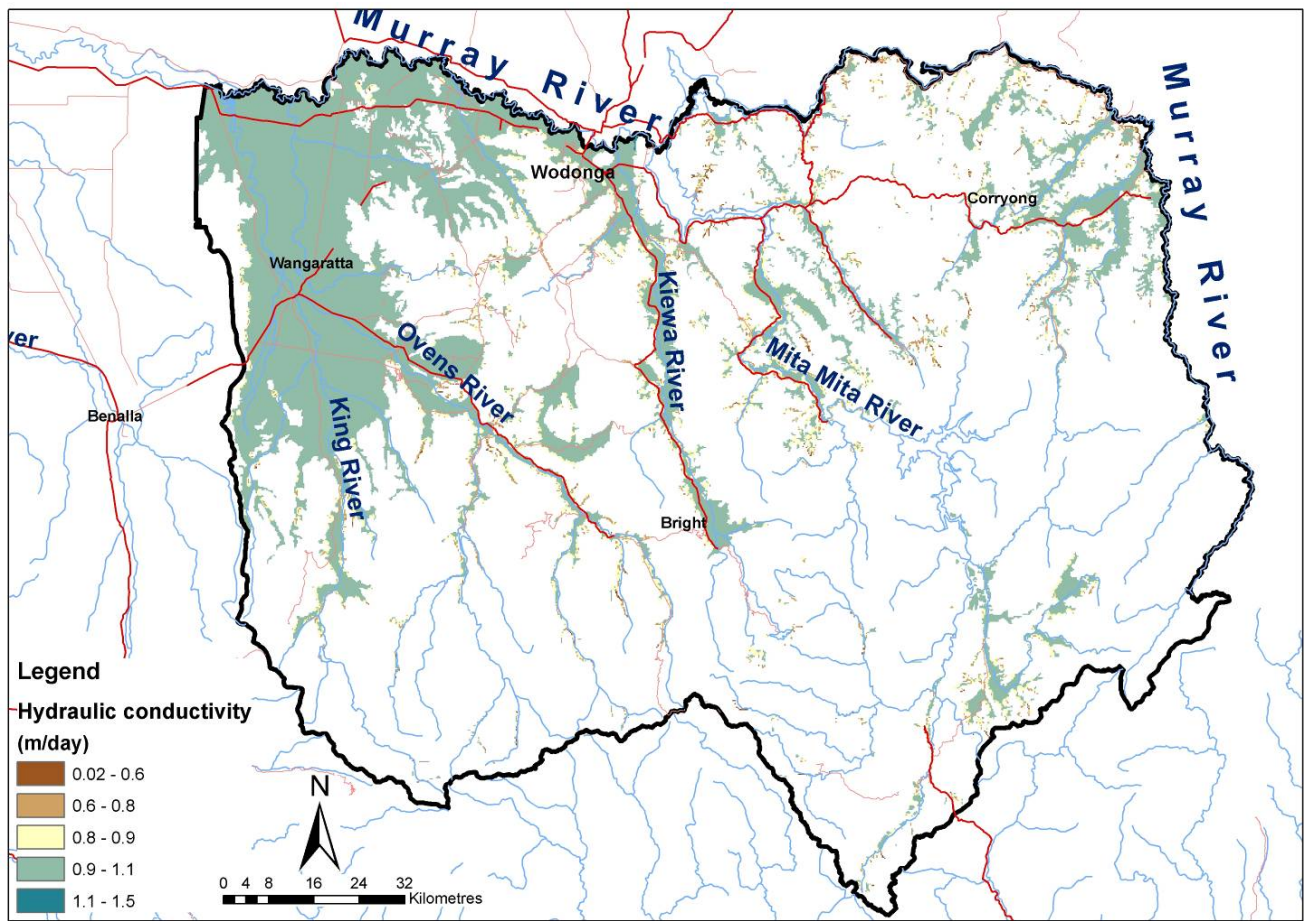 Murray River
Murray River
Wodonga
Corryong
Wangaratta
Kiewa River
Ovens River
Mita Mita River
ver
Benalla
King River
Bright
Legend
Hydraulic conductivity
(m/day)
0.02 - 0.6
0.6 - 0.8
0.8 - 0.9
0.9 - 1.1
1.1 - 1.5
N
0 4 8 16 24 32
Kilometres